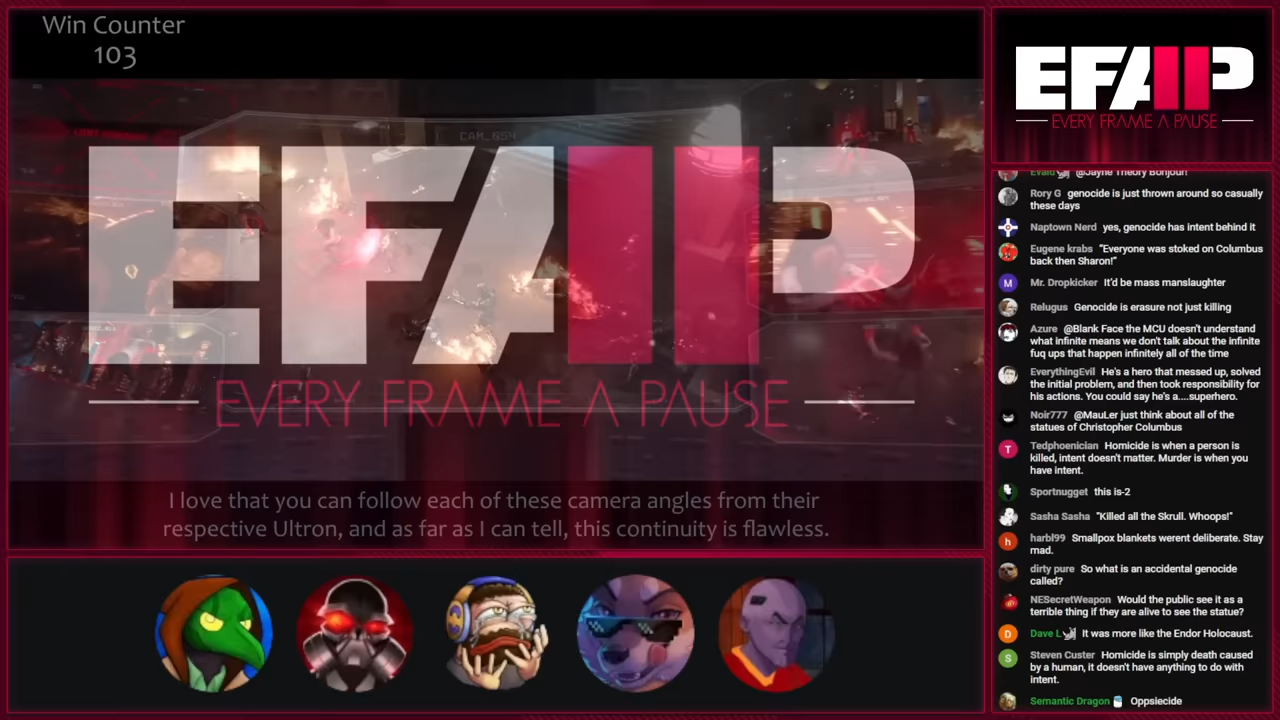 Win Counter
103
CAM_054
EFAP
EVERY FRAME A PAUSE
I love that you can follow each of these camera angles from their
respective Ultron, and as far as I can tell, this continuity is flawless.
EFAP
EVERY FRAME A PAUSE
Evald @Jayne Theory Bonjour!
Rory G genocide is just thrown around so casually
these days
Naptown Nerd yes, genocide has intent behind it
Eugene krabs "Everyone was stoked on Columbus
back then Sharon!"
M
Mr. Dropkicker It'd be mass manslaughter
Relugus Genocide is erasure not just killing
Azure @Blank Face the MCU doesn't understand
what infinite means we don't talk about the infinite
fuq ups that happen infinitely all of the time
EverythingEvil He's a hero that messed up, solved
the initial problem, and then took responsibility for
his actions. You could say he's a....superhero.
Noir777 @MauLer just think about all of the
statues of Christopher Columbus
T
Tedphoenician Homicide is when a person is
killed, intent doesn't matter. Murder is when you
have intent.
Sportnugget this is-2
Sasha Sasha "Killed all the Skrull. Whoops!"
h
harbl99 Smallpox blankets werent deliberate. Stay
mad.
dirty pure So what is an accidental genocide
called?
NESecretWeapon Would the public see it as a
terrible thing if they are alive to see the statue?
D
Dave L It was more like the Endor Holocaust.
S
Steven Custer Homicide is simply death caused
by a human, it doesn't have anything to do with
intent.
Semantic Dragon Oppsiecide